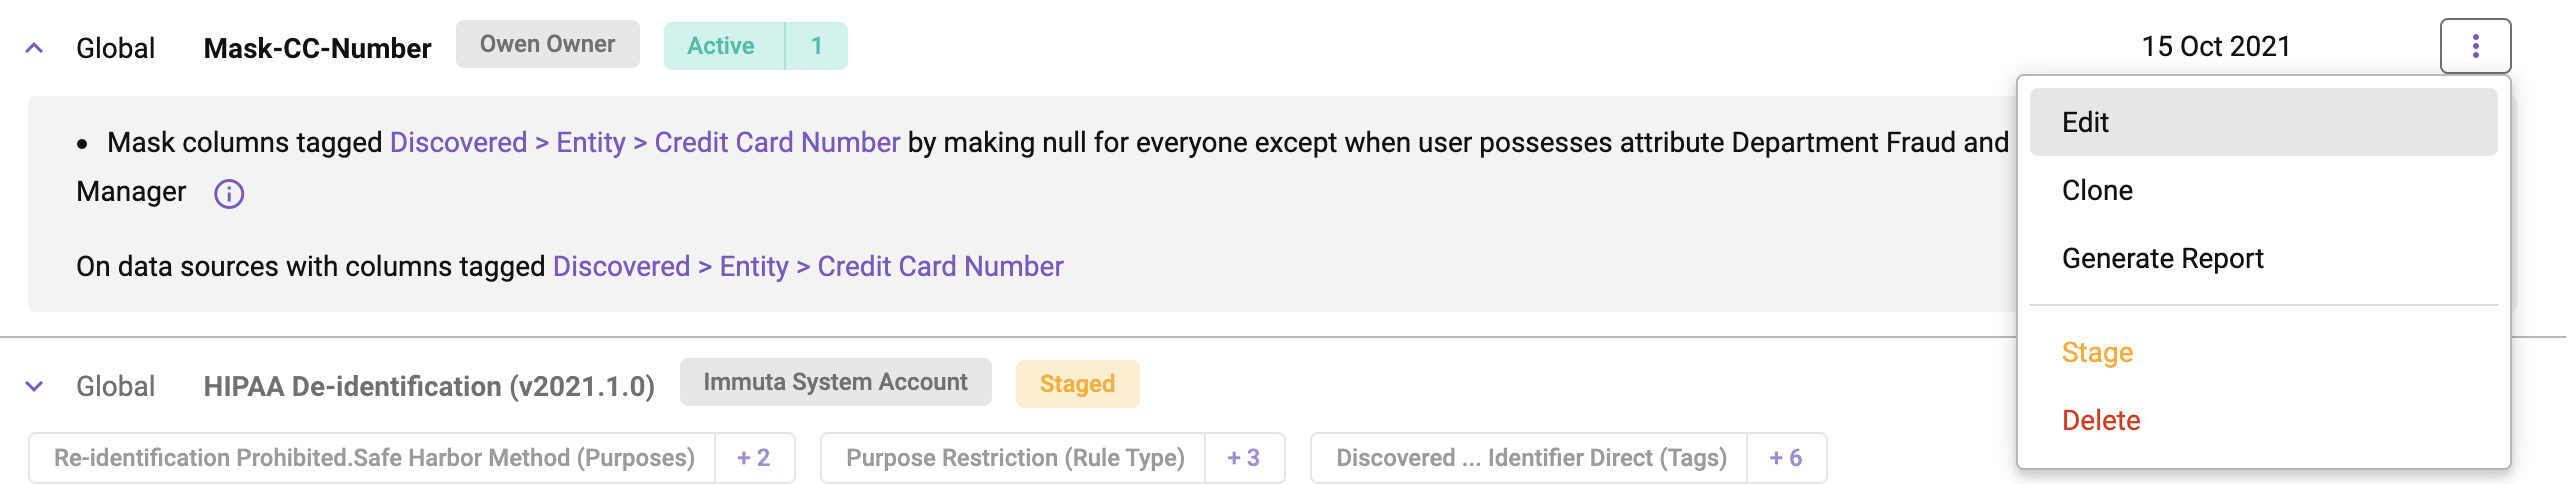 Global Mask-CC-Number Owen Owner Active 1 15 Oct 2021
• Mask columns tagged Discovered > Entity > Credit Card Number by making null for everyone except when user possesses attribute Department Fraud and
Manager
On data sources with columns tagged Discovered > Entity > Credit Card Number
Edit
Clone
Generate Report
Stage
Delete
Global HIPAA De-identification (v2021.1.0) Immuta System Account Staged
Re-identification Prohibited.Safe Harbor Method (Purposes) + 2 Purpose Restriction (Rule Type) + 3 Discovered ... Identifier Direct (Tags) + 6